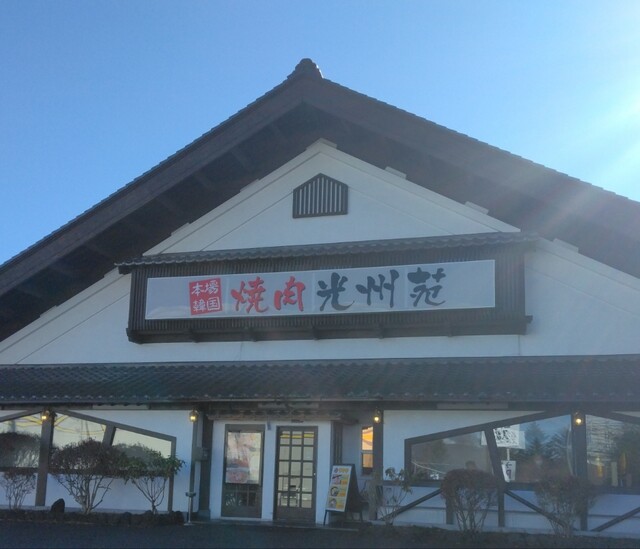 本場
韓国
焼肉 光州苑